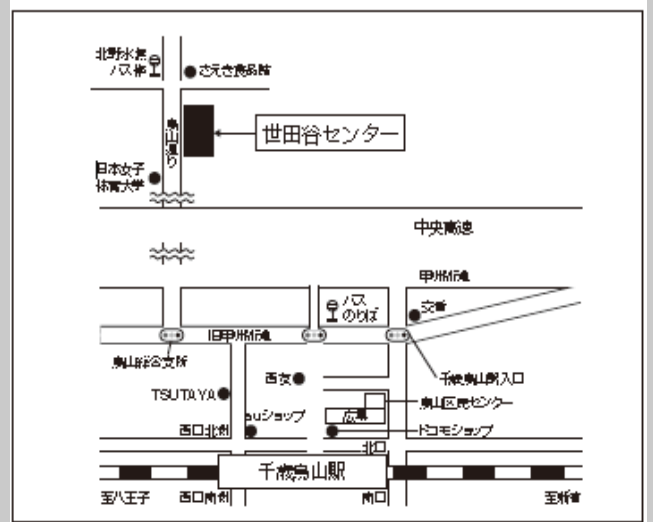 北野水無
バス停
さえき食品館
烏山通り
世田谷センター
日本女子
体育大学
中央高速
甲州街道
バス
のりば
交番
旧甲州街道
烏山総合支所
千歳烏山駅入口
西友
TSUTAYA
烏山区民センター
auショップ
広場
西口北側
ドコモショップ
北口
千歳烏山駅
至八王子
西口南側
南口
至新宿